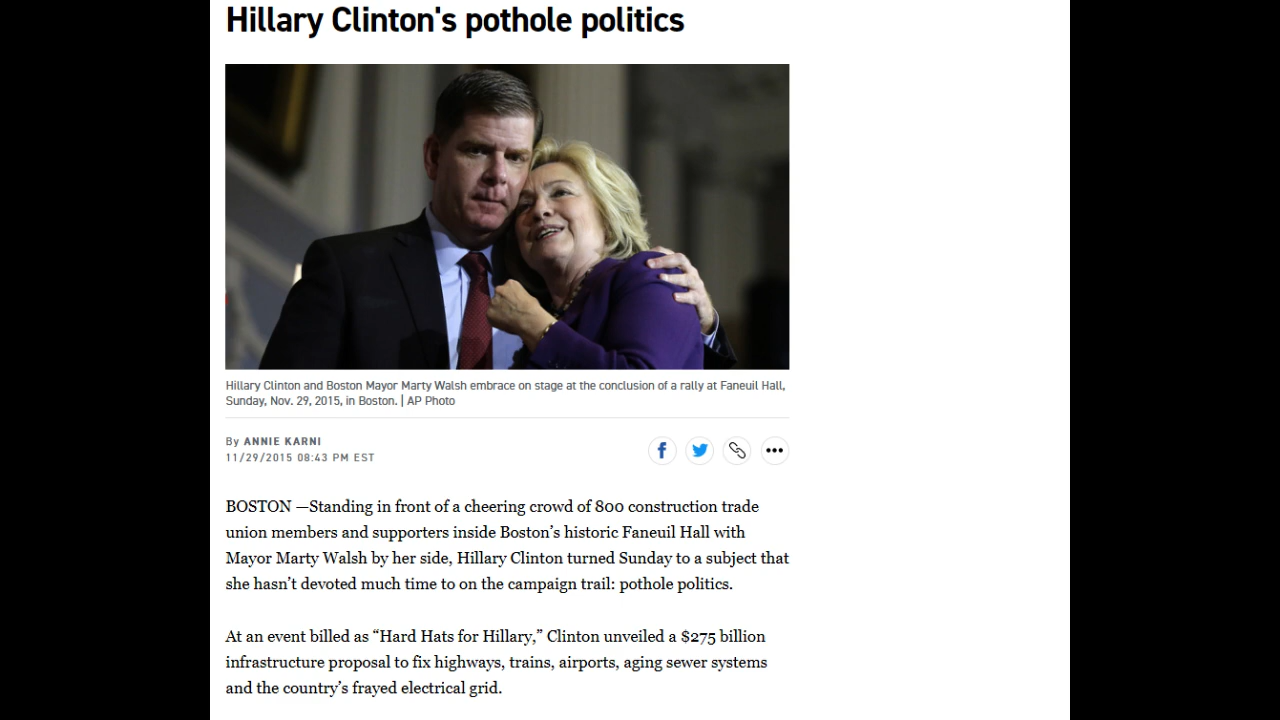 Hillary Clinton's pothole politics
Hillary Clinton and Boston Mayor Marty Walsh embrace on stage at the conclusion of a rally at Faneuil Hall,
Sunday, Nov. 29, 2015, in Boston. | AP Photo
By ANNIE KARNI
11/29/2015 08:43 PM EST
BOSTON —Standing in front of a cheering crowd of 800 construction trade
union members and supporters inside Boston’s historic Faneuil Hall with
Mayor Marty Walsh by her side, Hillary Clinton turned Sunday to a subject that
she hasn’t devoted much time to on the campaign trail: pothole politics.
At an event billed as “Hard Hats for Hillary,” Clinton unveiled a $275 billion
infrastructure proposal to fix highways, trains, airports, aging sewer systems
and the country’s frayed electrical grid.